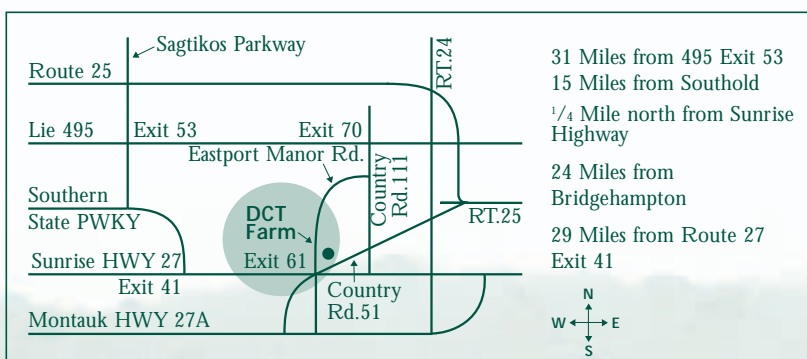 Sagtikos Parkway
RT.24
Route 25
Lie 495
Exit 53
Exit 70
Eastport Manor Rd.
Country
Rd.111
Southern
State PWKY
DCT
Farm
RT.25
Sunrise HWY 27
Exit 61
Exit 41
Country
Rd.51
Montauk HWY 27A
31 Miles from 495 Exit 53
15 Miles from Southold
1/4 Mile north from Sunrise
Highway
24 Miles from
Bridgehampton
29 Miles from Route 27
Exit 41
N
W E
S